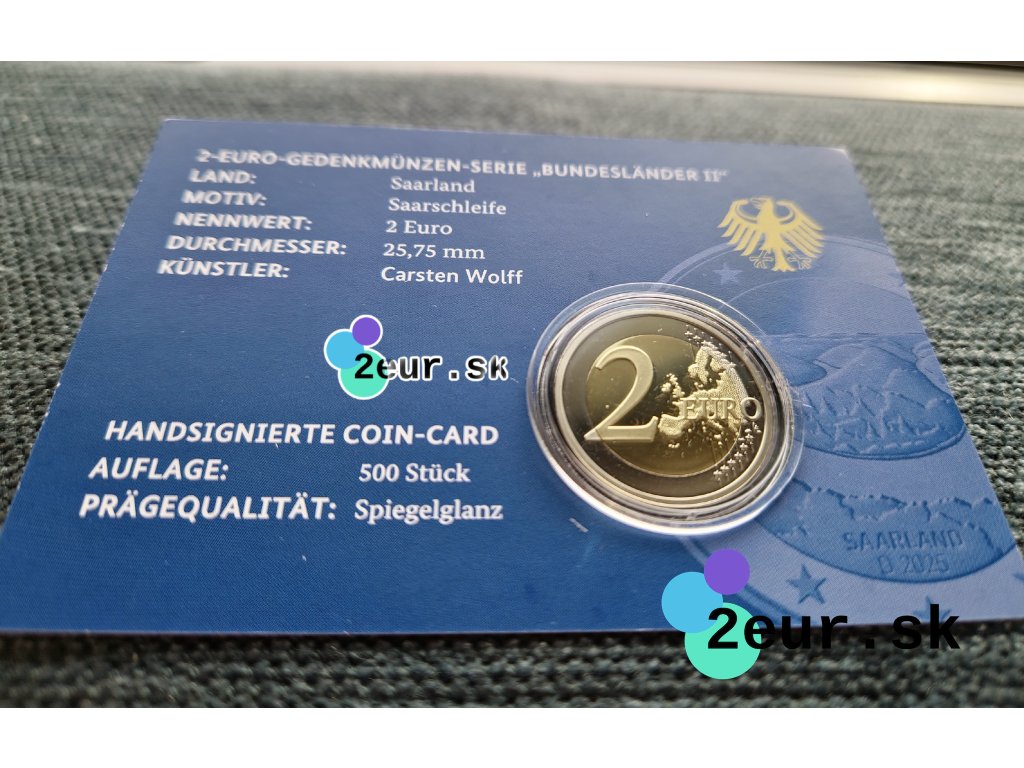 2-EURO-GEDENKMÜNZEN-SERIE „BUNDESLÄNDER II“
LAND: Saarland
MOTIV: Saarschleife
NENNWERT: 2 Euro
DURCHMESSER: 25,75 mm
KÜNSTLER: Carsten Wolff
2eur.sk
2 EURO
HANDSIGNIERTE COIN-CARD
AUFLAGE: 500 Stück
PRÄGEQUALITÄT: Spiegelglanz
SAARLAND
D 2025
2eur.sk